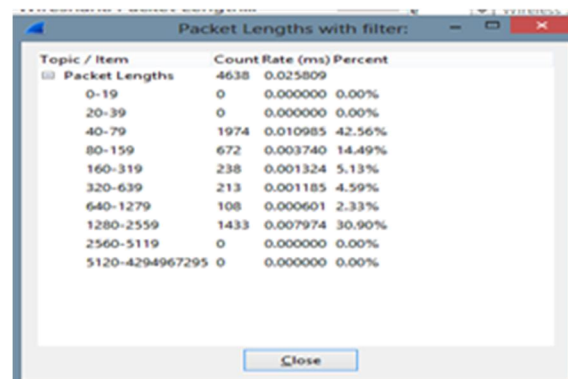 Packet Lengths with filter:
Topic / Item Count Rate (ms) Percent
Packet Lengths 4638 0.025809
0-19 0 0.000000 0.00%
20-39 0 0.000000 0.00%
40-79 1974 0.010985 42.56%
80-159 672 0.003740 14.49%
160-319 238 0.001324 5.13%
320-639 213 0.001185 4.59%
640-1279 108 0.000601 2.33%
1280-2559 1433 0.007974 30.90%
2560-5119 0 0.000000 0.00%
5120-4294967295 0 0.000000 0.00%
Close